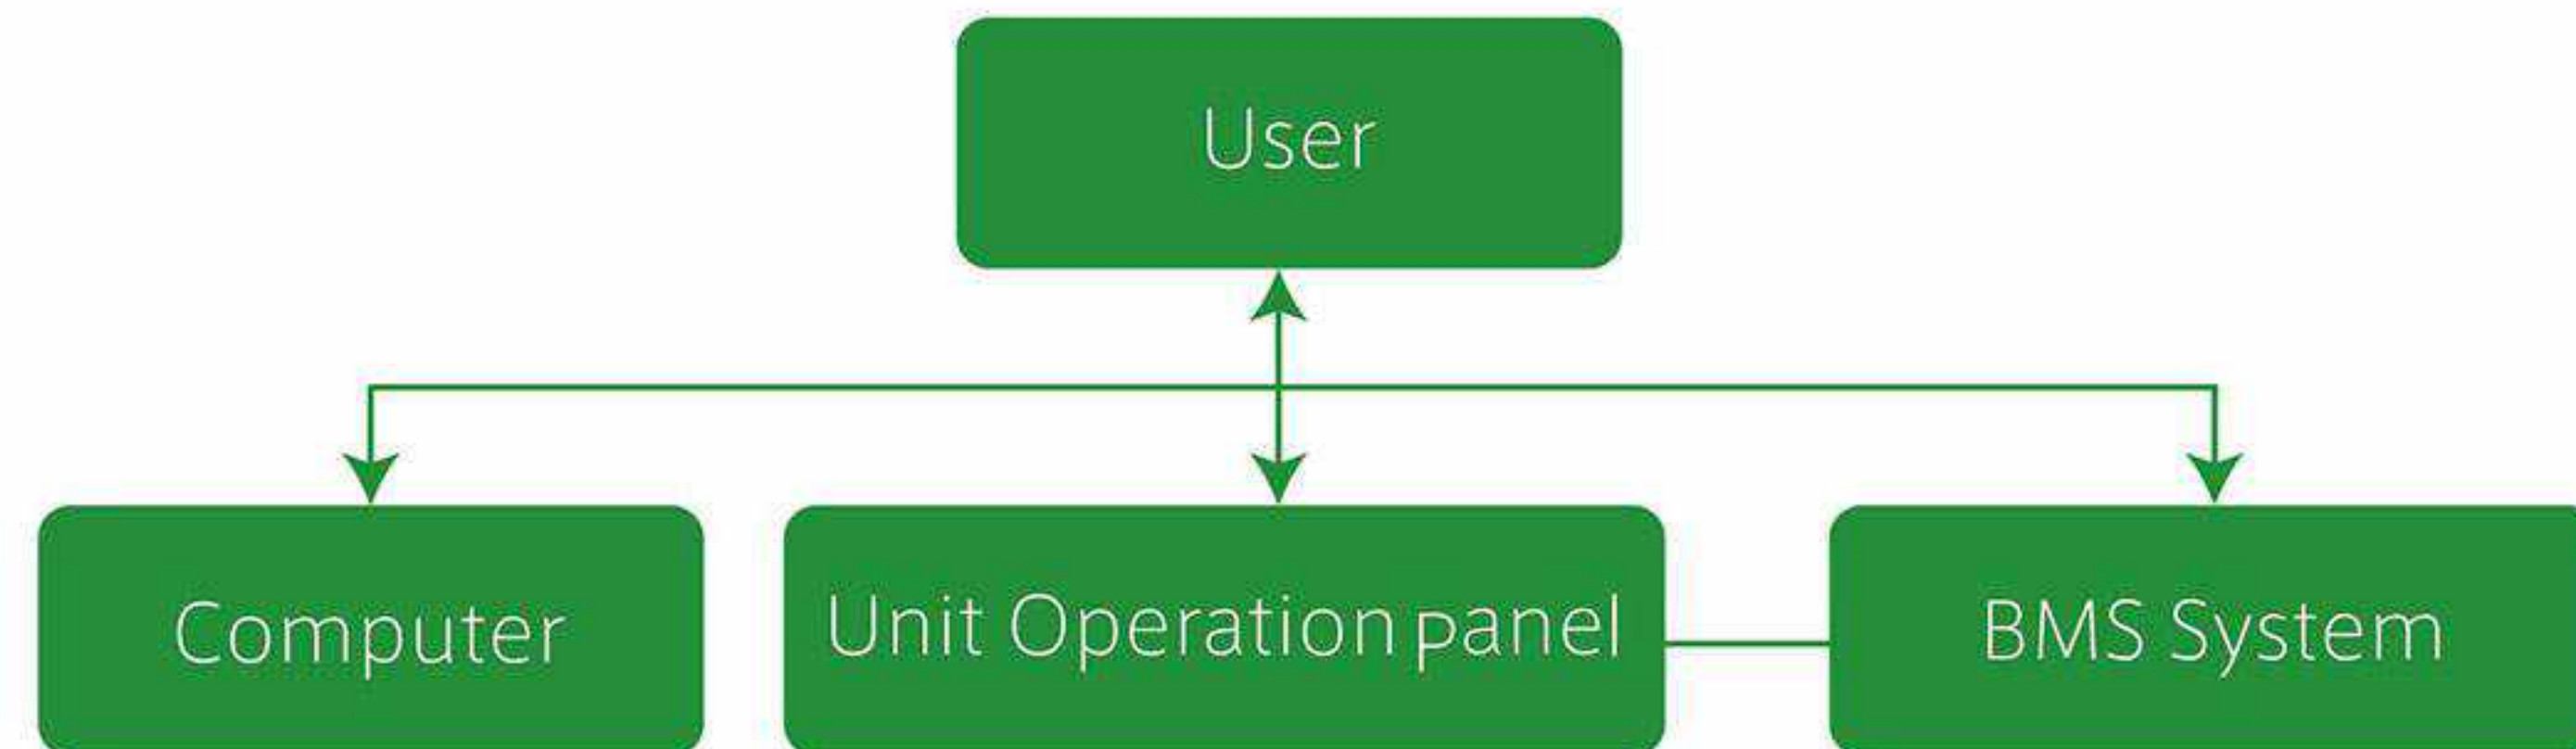 User
Computer
Unit Operation panel
BMS System